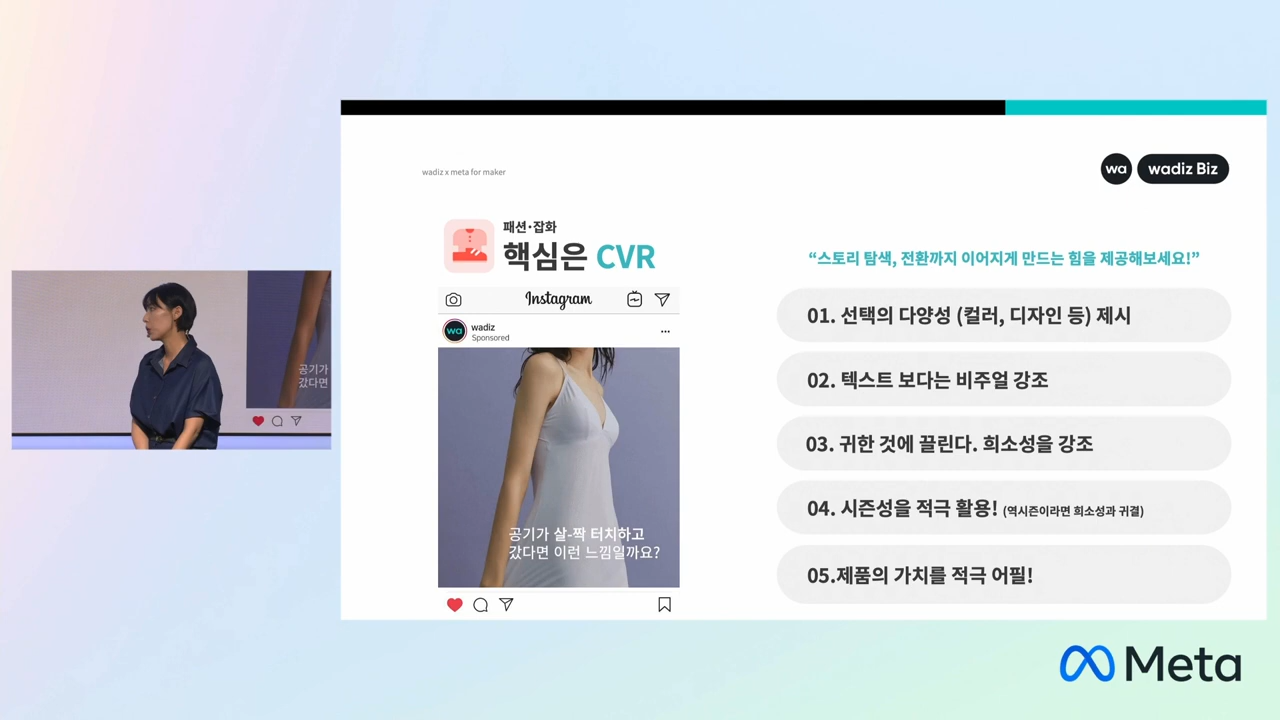 wadiz x meta for maker
wa wadiz Biz
패션·잡화
핵심은 CVR
Instagram
wa wadiz
Sponsored
공기가 살-짝 터치하고
갔다면 이런 느낌일까요?
“스토리 탐색, 전환까지 이어지게 만드는 힘을 제공해보세요!”
01. 선택의 다양성 (컬러, 디자인 등) 제시
02. 텍스트 보다는 비주얼 강조
03. 귀한 것에 끌린다. 희소성을 강조
04. 시즌성을 적극 활용! (역시즌이라면 희소성과 귀결)
05.제품의 가치를 적극 어필!
공기가
갔다면
Meta